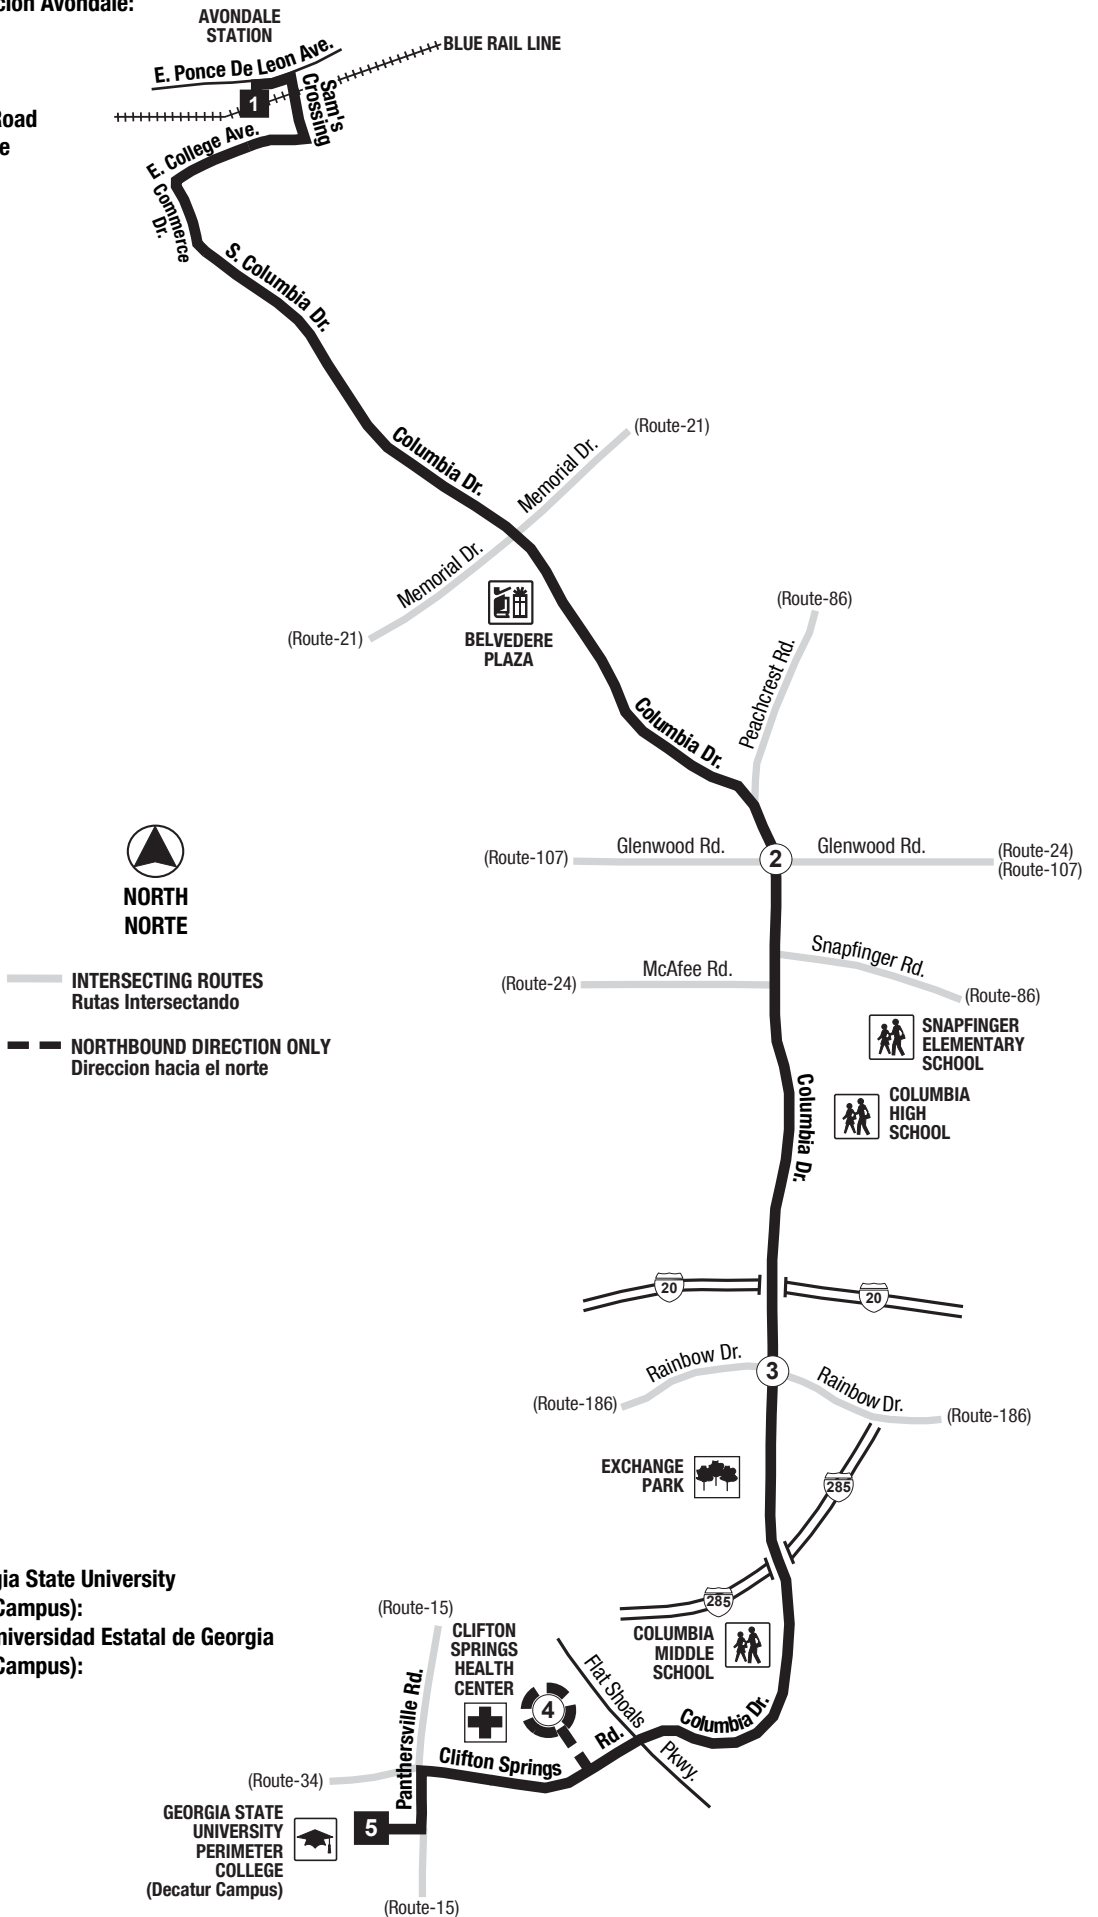 ción Avondale:
AVONDALE
STATION
BLUE RAIL LINE
E. Ponce De Leon Ave.
1
Sam's
Crossing
Road
e
E. College Ave.
Commerce
Dr.
S. Columbia Dr.
Columbia Dr.
Memorial Dr.
(Route-21)
Memorial Dr.
(Route-21)
BELVEDERE
PLAZA
(Route-86)
Peachcrest Rd.
Columbia Dr.
(Route-107)
Glenwood Rd.
2
Glenwood Rd.
(Route-24)
(Route-107)
NORTH
NORTE
INTERSECTING ROUTES
Rutas Intersectando
NORTHBOUND DIRECTION ONLY
Direccion hacia el norte
(Route-24)
McAfee Rd.
Snapfinger Rd.
(Route-86)
SNAPFINGER
ELEMENTARY
SCHOOL
COLUMBIA
HIGH
SCHOOL
Columbia Dr.
20
20
Rainbow Dr.
3
Rainbow Dr.
(Route-186)
(Route-186)
EXCHANGE
PARK
285
285
COLUMBIA
MIDDLE
SCHOOL
gia State University
Campus):
niversidad Estatal de Georgia
Campus):
(Route-15)
CLIFTON
SPRINGS
HEALTH
CENTER
4
Flat Shoals
Pkwy.
Columbia Dr.
Clifton Springs
Rd.
Panthersville Rd.
(Route-34)
GEORGIA STATE
UNIVERSITY
PERIMETER
COLLEGE
(Decatur Campus)
5
(Route-15)